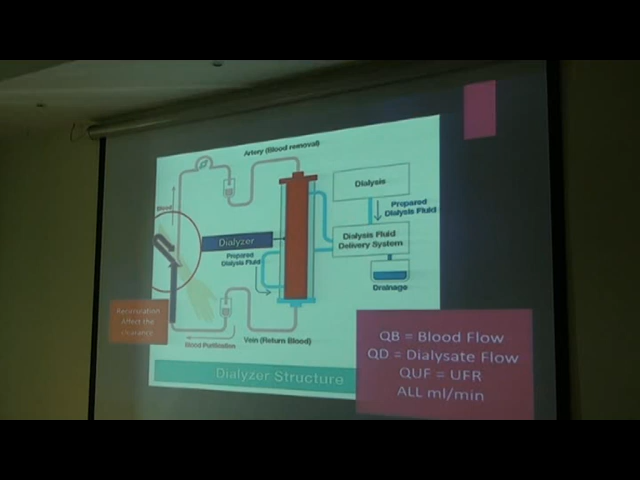 Artery (Blood removal)
Dialysis
Prepared
Dialysis Fluid
Blood
Dialyzer
Dialysis Fluid
Delivery System
Prepared
Dialysis Fluid
Drainage
Recirculation
Affect the
clearance
Vein (Return Blood)
Blood Purification
Dialyzer Structure
QB = Blood Flow
QD = Dialysate Flow
QUF = UFR
ALL ml/min